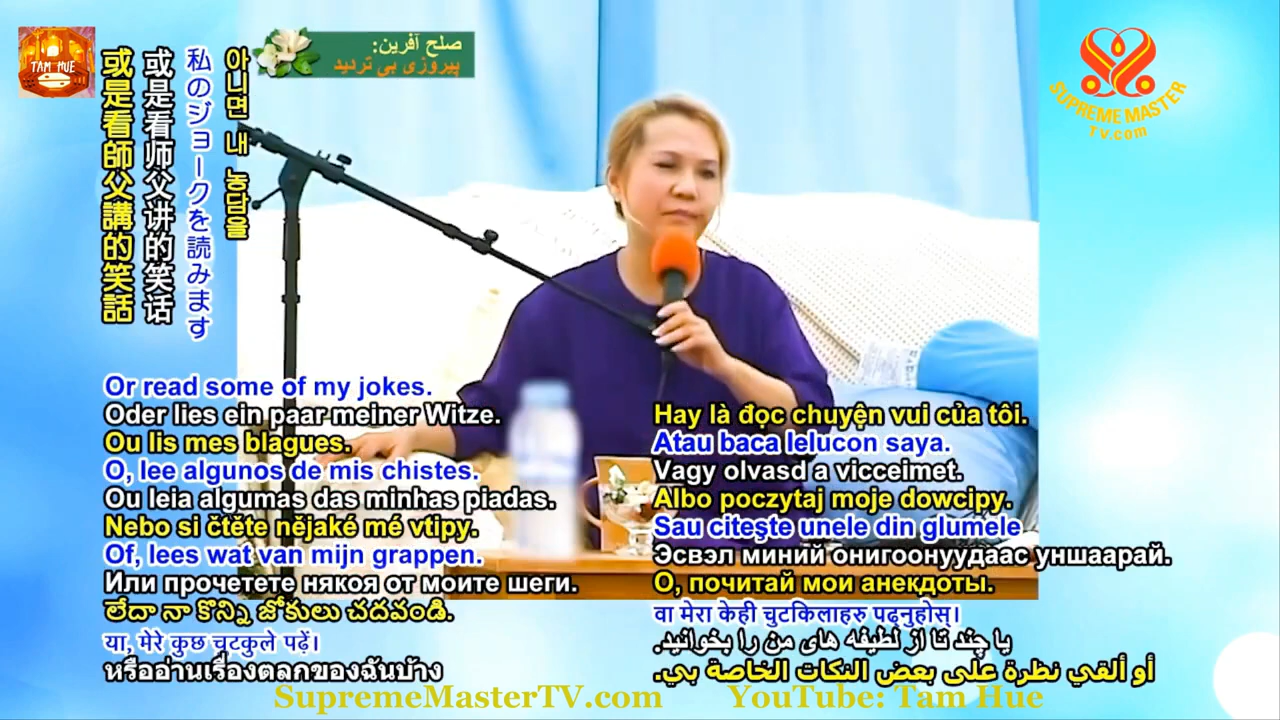 TAM HUE
صلح آفرین:
پیروزی بی تردید
SUPREME MASTER
TV.com
아니면 내 농담을
私のジョークを読みます
或是看师父讲的笑话
或是看師父講的笑話
Or read some of my jokes.
Oder lies ein paar meiner Witze.
Ou lis mes blagues.
O, lee algunos de mis chistes.
Ou leia algumas das minhas piadas.
Nebo si čtěte nějaké mé vtipy.
Of, lees wat van mijn grappen.
Или прочетете някоя от моите шеги.
లేదా నా కొన్ని జోకులు చదవండి.
या, मेरे कुछ चुटकुले पढ़ें।
หรืออ่านเรื่องตลกของฉันบ้าง
Hay là đọc chuyện vui của tôi.
Atau baca lelucon saya.
Vagy olvasd a vicceimet.
Albo poczytaj moje dowcipy.
Sau citeşte unele din glumele
Эсвэл миний онигоонуудаас уншаарай.
О, почитай мои анекдоты.
वा मेरा केही चुटकिलाहरु पढ्नुहोस्।
یا چند تا از لطیفه های من را بخوانید.
أو ألقي نظرة على بعض النكات الخاصة بي.
SupremeMasterTV.com
YouTube: Tam Hue